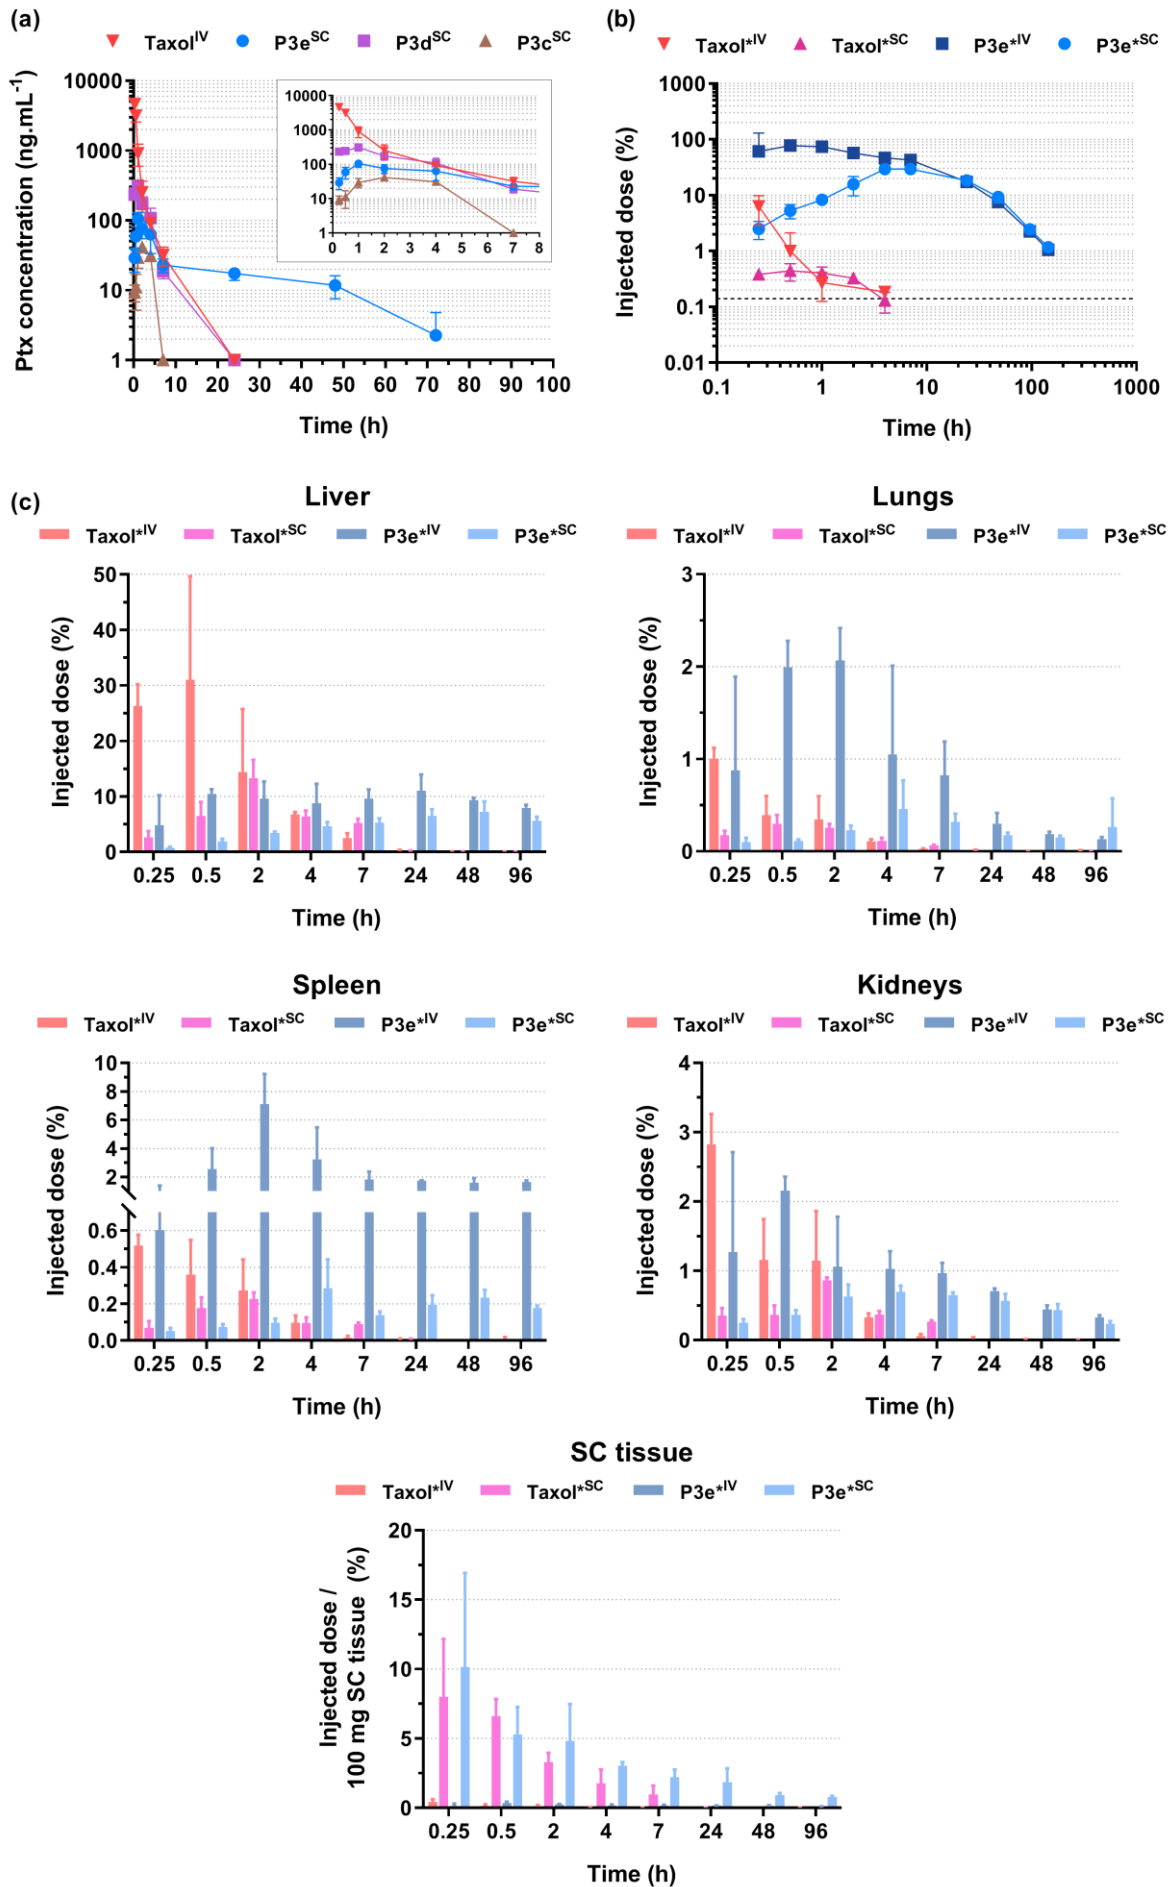 (a)
Taxol^IV P3e^SC P3d^SC P3c^SC
Ptx concentration (ng.mL^-1)
10000
1000
100
10
1
0 10 20 30 40 50 60 70 80 90 100
Time (h)
10000
1000
100
10
1
0 1 2 3 4 5 6 7 8
(b)
Taxol*^IV Taxol*^SC P3e*^IV P3e*^SC
Injected dose (%)
1000
100
10
1
0.1
0.01
0.1 1 10 100 1000
Time (h)
(c)
Liver
Taxol*^IV Taxol*^SC P3e*^IV P3e*^SC
Injected dose (%)
50
40
30
20
10
0
0.25 0.5 2 4 7 24 48 96
Time (h)
Lungs
Taxol*^IV Taxol*^SC P3e*^IV P3e*^SC
Injected dose (%)
3
2
1
0
0.25 0.5 2 4 7 24 48 96
Time (h)
Spleen
Taxol*^IV Taxol*^SC P3e*^IV P3e*^SC
Injected dose (%)
10
8
6
4
2
0.6
0.4
0.2
0.0
0.25 0.5 2 4 7 24 48 96
Time (h)
Kidneys
Taxol*^IV Taxol*^SC P3e*^IV P3e*^SC
Injected dose (%)
4
3
2
1
0
0.25 0.5 2 4 7 24 48 96
Time (h)
SC tissue
Taxol*^IV Taxol*^SC P3e*^IV P3e*^SC
Injected dose /
100 mg SC tissue (%)
20
15
10
5
0
0.25 0.5 2 4 7 24 48 96
Time (h)